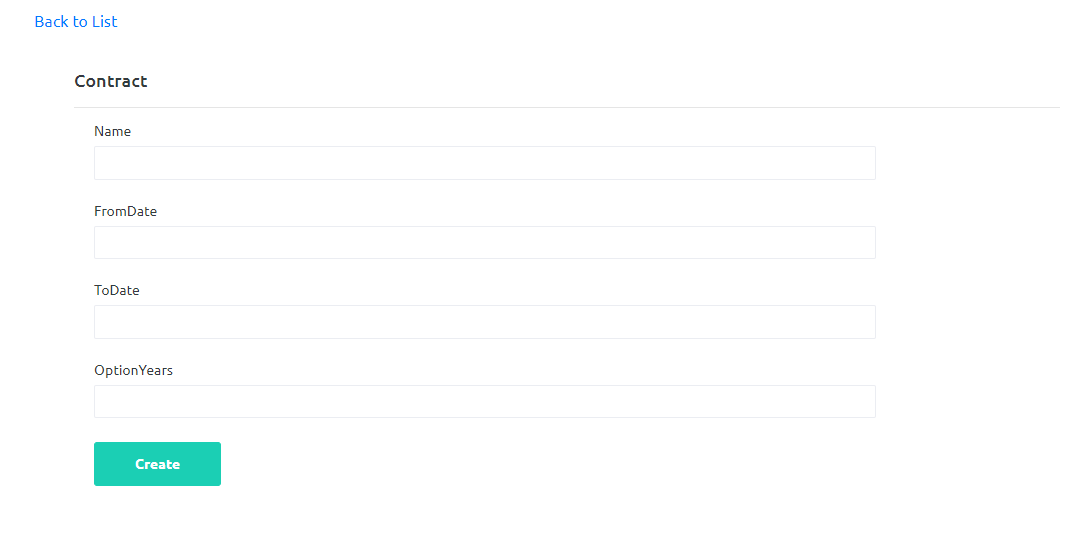 Back to List
Contract
Name
FromDate
ToDate
OptionYears
Create